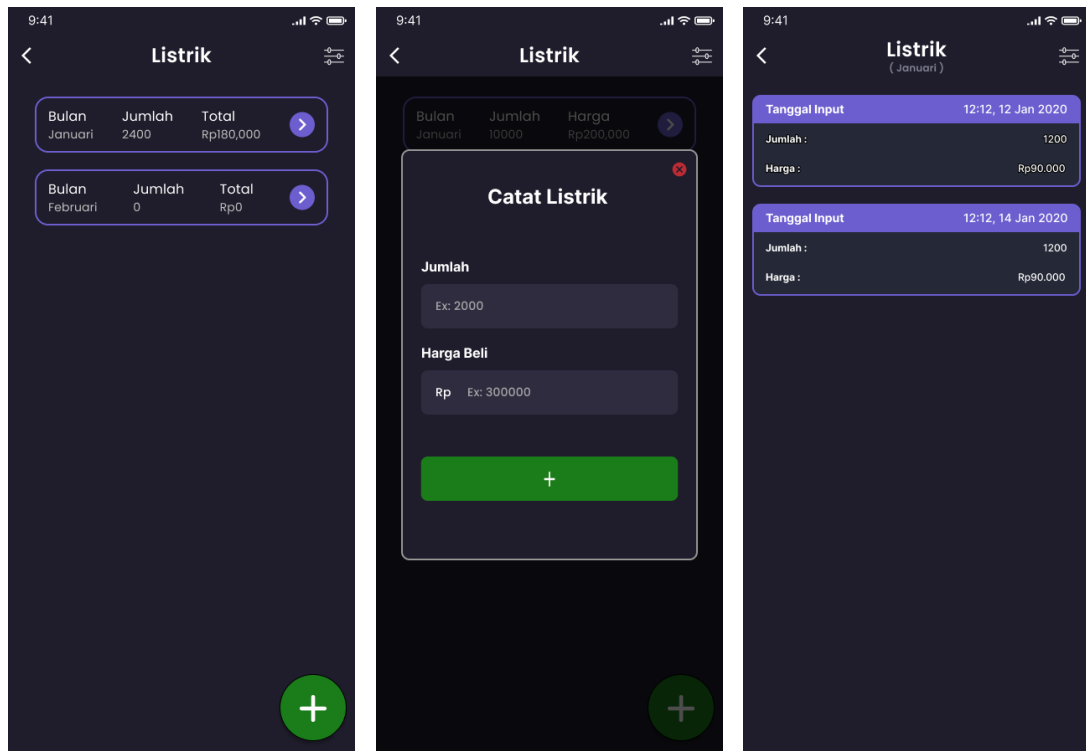 9:41
Listrik
Bulan Jumlah Total
Januari 2400 Rp180,000
Bulan Jumlah Total
Februari 0 Rp0
9:41
Listrik
Bulan Jumlah Harga
Januari 10000 Rp200,000
Catat Listrik
Jumlah
Ex: 2000
Harga Beli
Rp Ex: 300000
+
9:41
Listrik
( Januari )
Tanggal Input 12:12, 12 Jan 2020
Jumlah : 1200
Harga : Rp90.000
Tanggal Input 12:12, 14 Jan 2020
Jumlah : 1200
Harga : Rp90.000